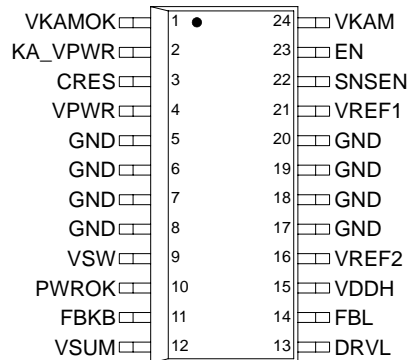 VKAMOK 1 24 VKAM
KA_VPWR 2 23 EN
CRES 3 22 SNSEN
VPWR 4 21 VREF1
GND 5 20 GND
GND 6 19 GND
GND 7 18 GND
GND 8 17 GND
VSW 9 16 VREF2
PWROK 10 15 VDDH
FBKB 11 14 FBL
VSUM 12 13 DRVL